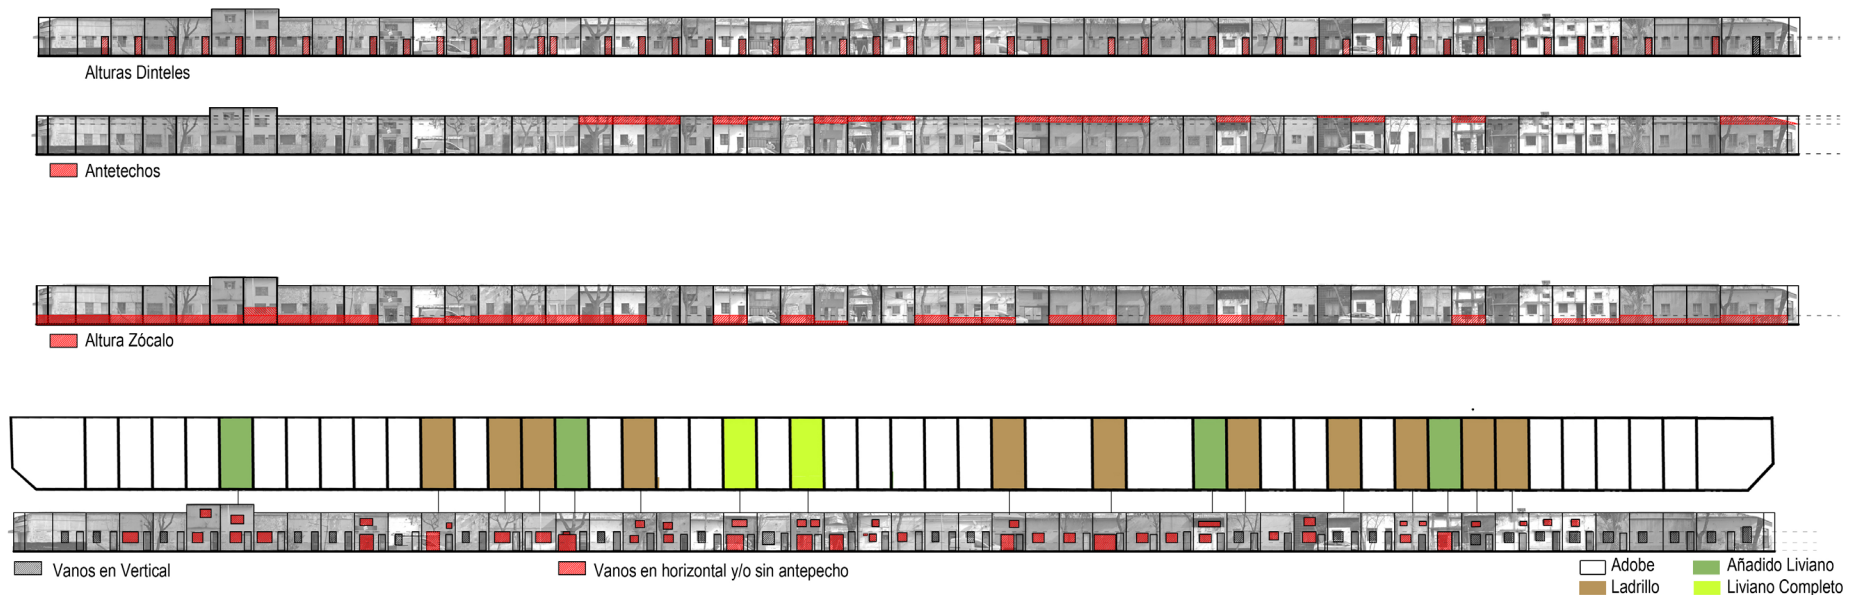 Alturas Dinteles
Antetechos
Altura Zócalo
Vanos en Vertical
Vanos en horizontal y/o sin antepecho
Adobe
Añadido Liviano
Ladrillo
Liviano Completo